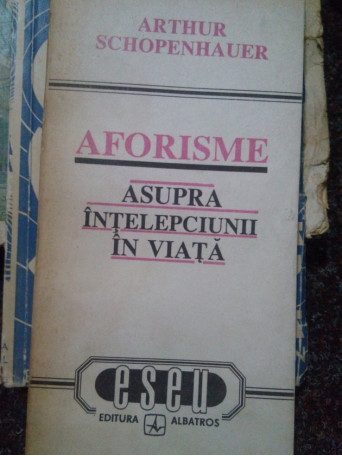 ARTHUR
SCHOPENHAUER
AFORISME
ASUPRA
ÎNȚELEPCIUNII
ÎN VIAȚĂ
eseu
EDITURA ALBATROS